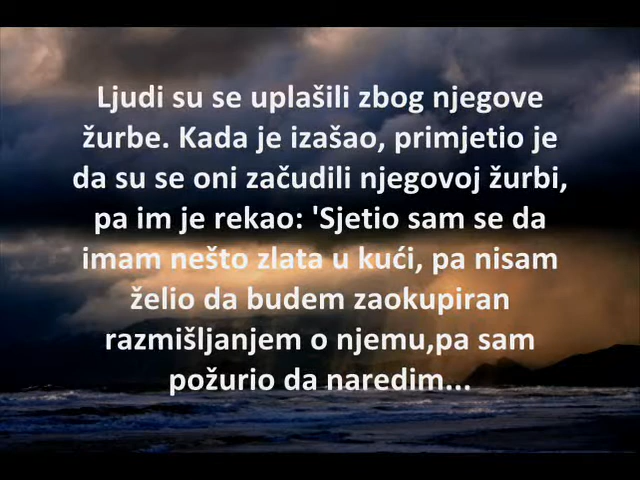 Ljudi su se uplašili zbog njegove
žurbe. Kada je izašao, primjetio je
da su se oni začudili njegovoj žurbi,
pa im je rekao: 'Sjetio sam se da
imam nešto zlata u kući, pa nisam
želio da budem zaokupiran
razmišljanjem o njemu,pa sam
požurio da naredim...